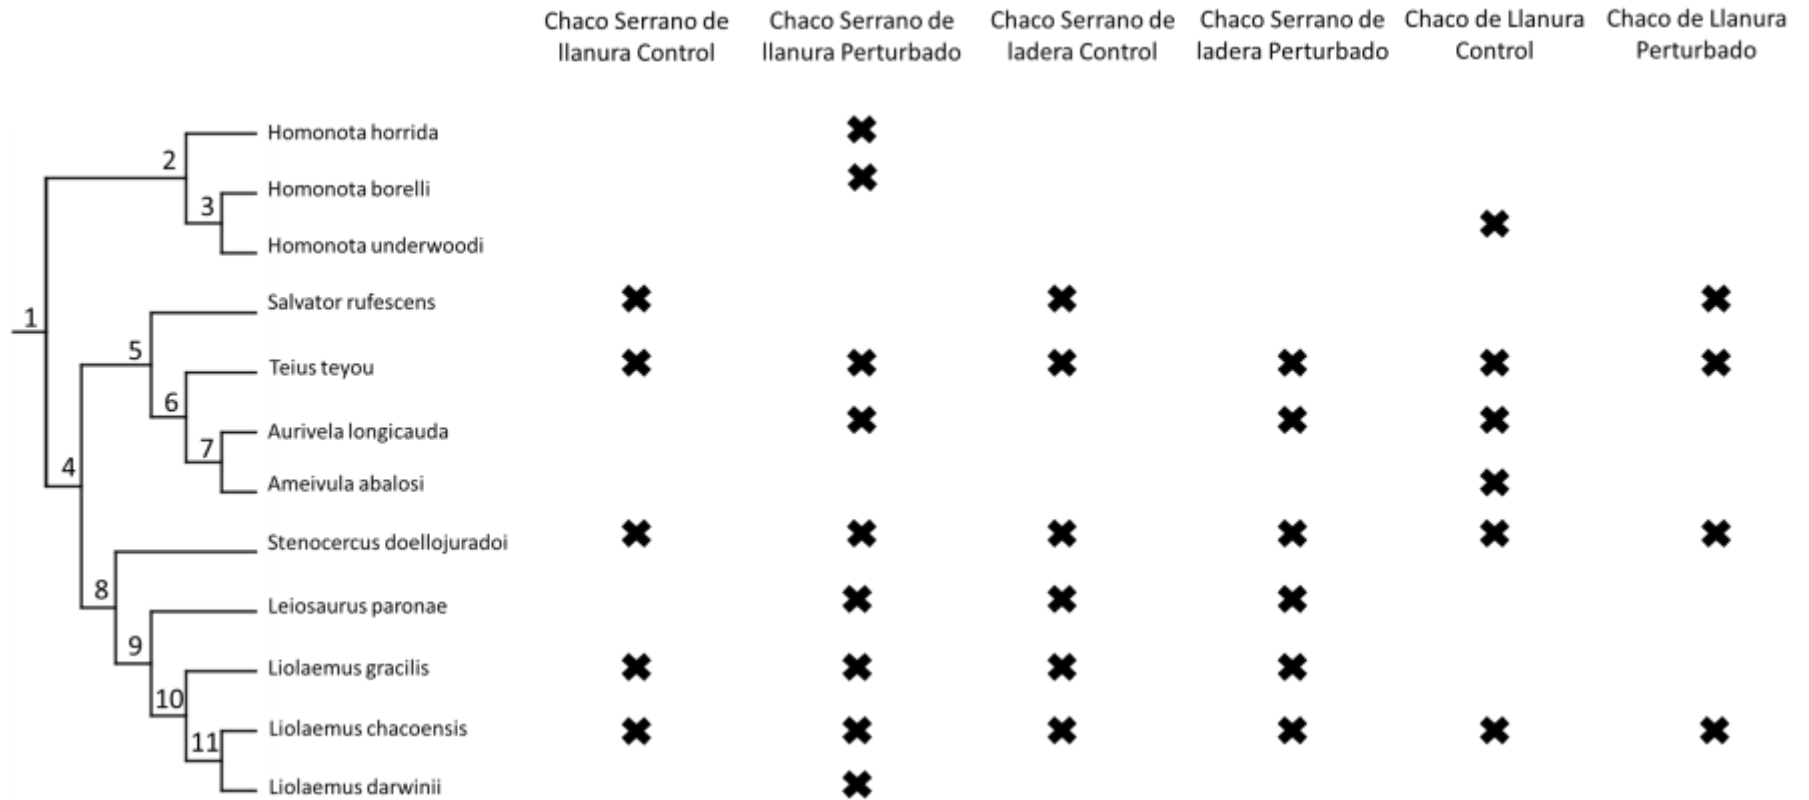 Chaco Serrano de llanura Control
Chaco Serrano de llanura Perturbado
Chaco Serrano de ladera Control
Chaco Serrano de ladera Perturbado
Chaco de Llanura Control
Chaco de Llanura Perturbado
Homonota horrida
2
Homonota borelli
3
Homonota underwoodi
Salvator rufescens
1
5
Teius teyou
6
Aurivela longicauda
7
4
Ameivula abalosi
Stenocercus doellojuradoi
8
Leiosaurus paronae
9
Liolaemus gracilis
10
Liolaemus chacoensis
11
Liolaemus darwinii